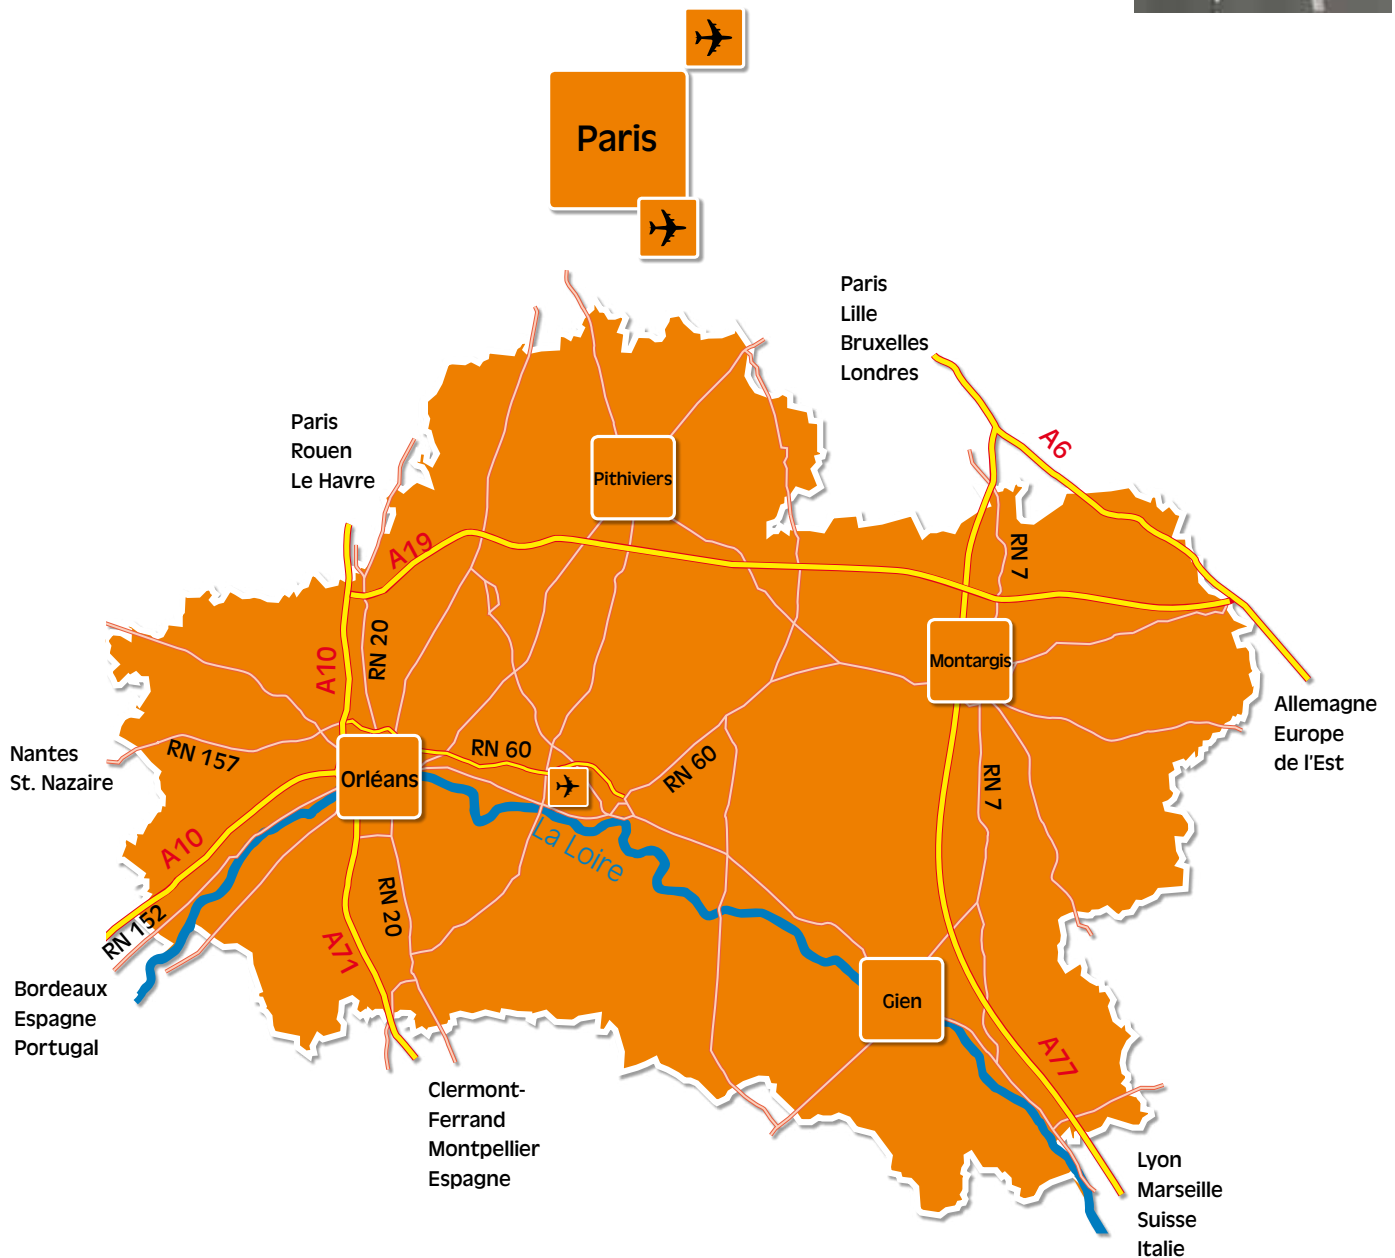 Paris
Paris
Lille
Bruxelles
Londres
Paris
Rouen
Le Havre
A6
Pithiviers
A19
RN 7
RN 20
A10
Montargis
Allemagne
Europe
de l'Est
Nantes
St. Nazaire
RN 157
Orléans
RN 60
RN 60
RN 7
A10
La Loire
RN 152
RN 20
A71
Bordeaux
Espagne
Portugal
Gien
A77
Clermont-
Ferrand
Montpellier
Espagne
Lyon
Marseille
Suisse
Italie